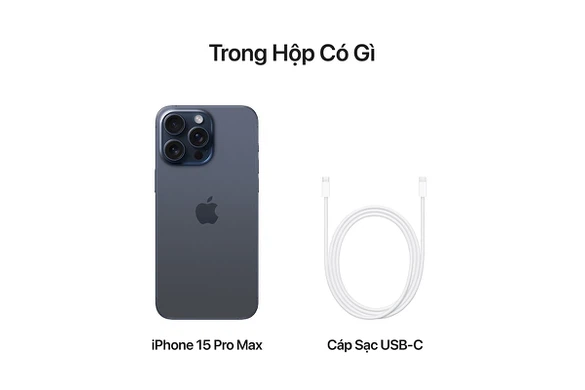 Trong Hộp Có Gì
iPhone 15 Pro Max
Cáp Sạc USB-C